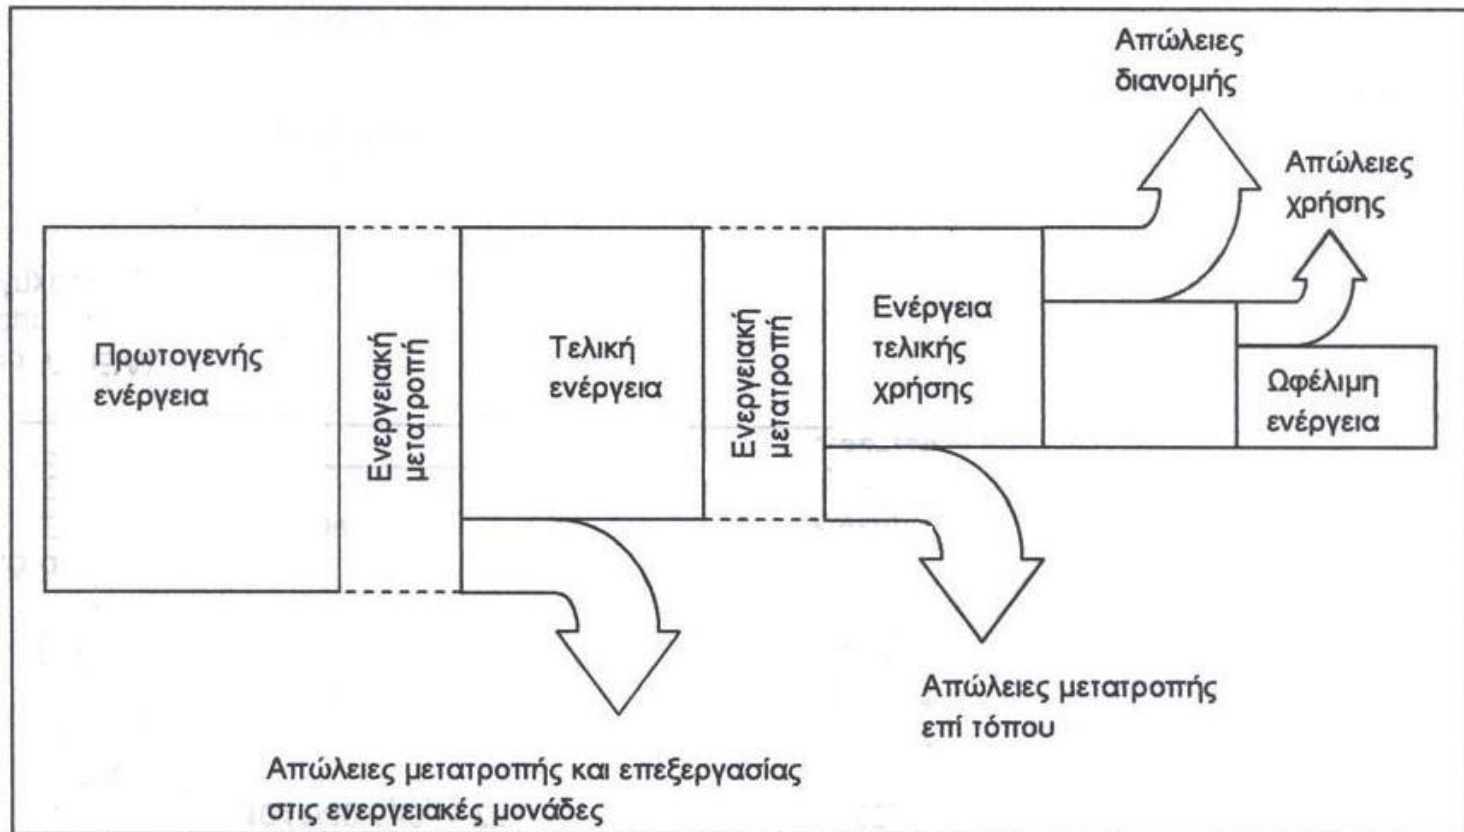 Απώλειες
διανομής
Απώλειες
χρήσης
Πρωτογενής
ενέργεια
Ενεργειακή
μετατροπή
Τελική
ενέργεια
Ενεργειακή
μετατροπή
Ενέργεια
τελικής
χρήσης
Ωφέλιμη
ενέργεια
Απώλειες μετατροπής
επί τόπου
Απώλειες μετατροπής και επεξεργασίας
στις ενεργειακές μονάδες